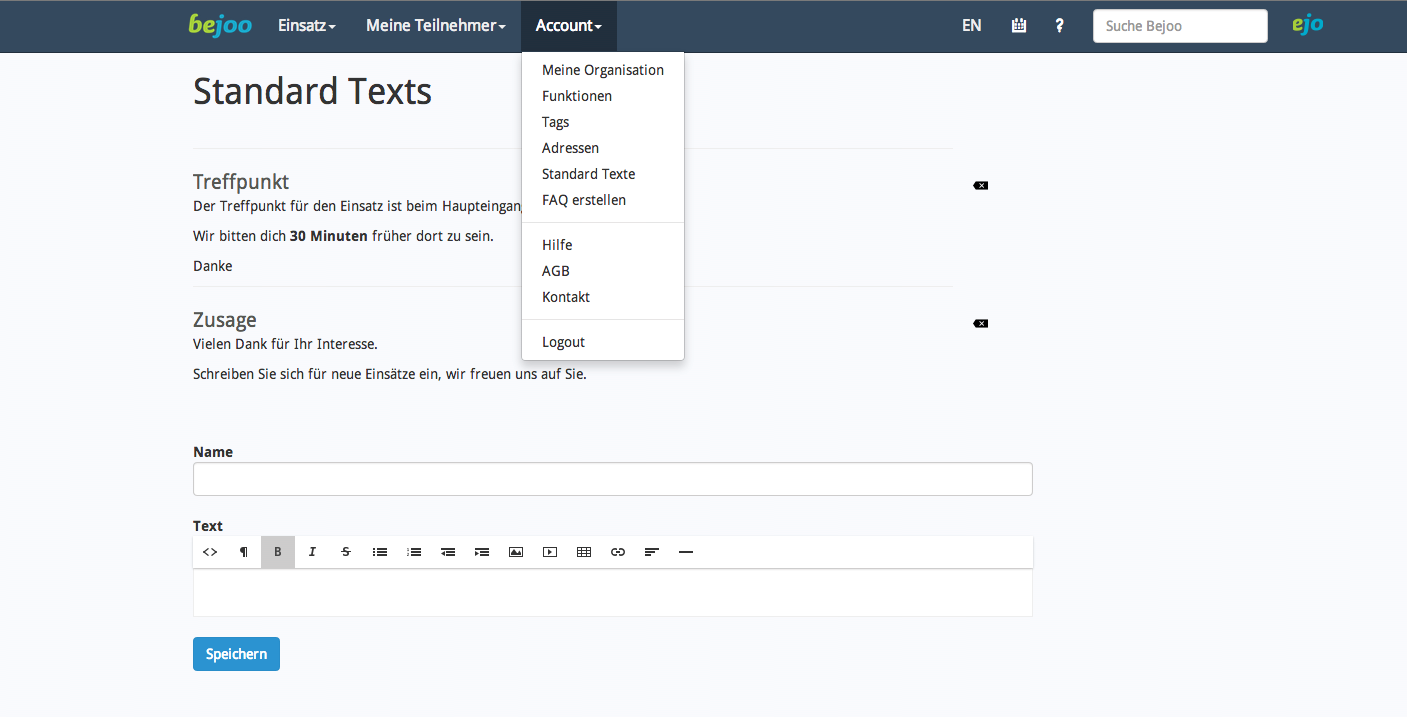 bejoo Einsatz Meine Teilnehmer Account EN ? Suche Bejoo ejo
Meine Organisation
Funktionen
Tags
Adressen
Standard Texte
FAQ erstellen
Hilfe
AGB
Kontakt
Logout
Standard Texts
Treffpunkt
Der Treffpunkt für den Einsatz ist beim
Wir bitten dich 30 Minuten früher dort zu sein.
Danke
Zusage
Vielen Dank für Ihr Interesse.
Schreiben Sie sich für neue Einsätze ein, wir freuen uns auf Sie.
Name
Text
B I S
Speichern